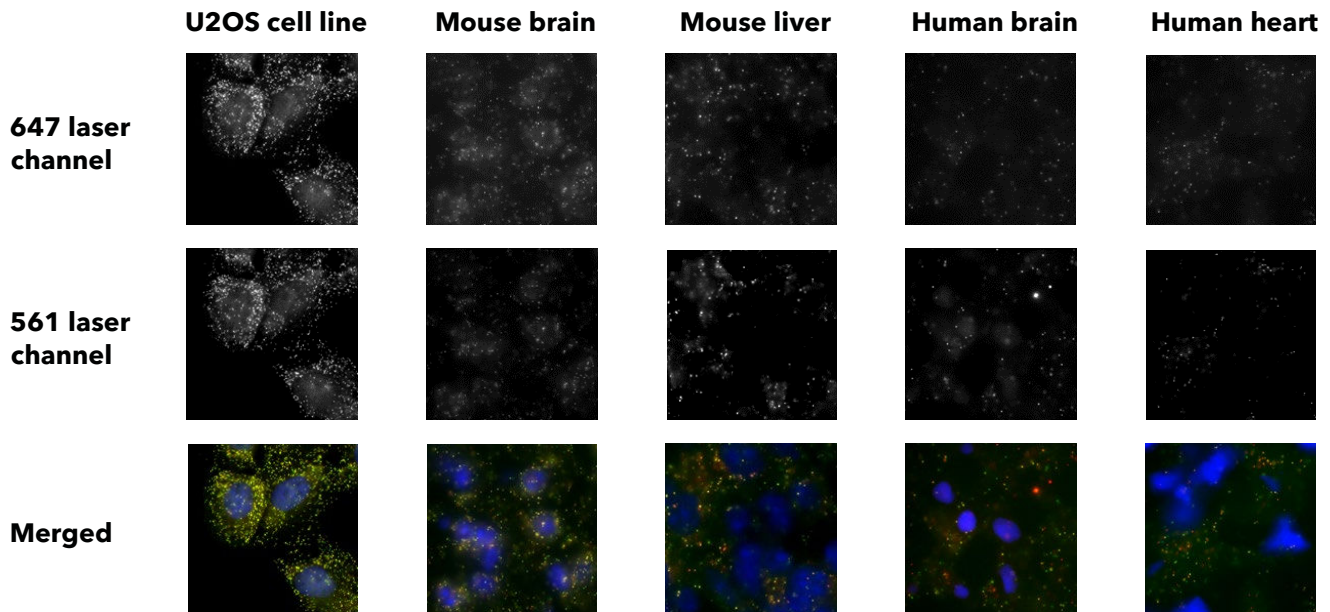 U2OS cell line Mouse brain Mouse liver Human brain Human heart
647 laser
channel
561 laser
channel
Merged